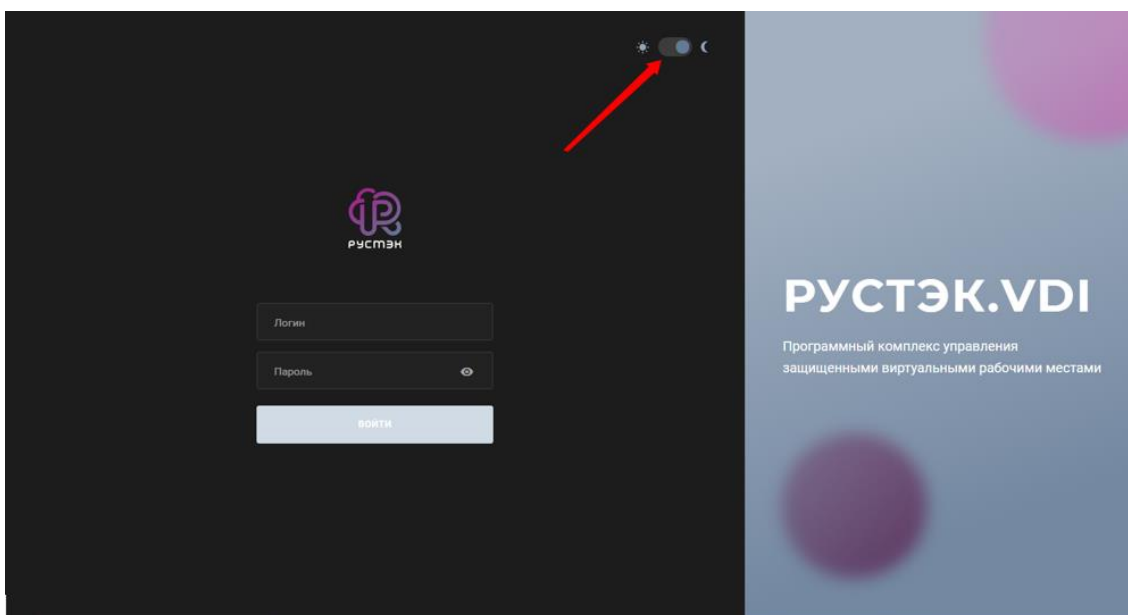 РУСТЭК
Логин
Пароль
ВОЙТИ
РУСТЭК.VDI
Программный комплекс управления
защищенными виртуальными рабочими местами